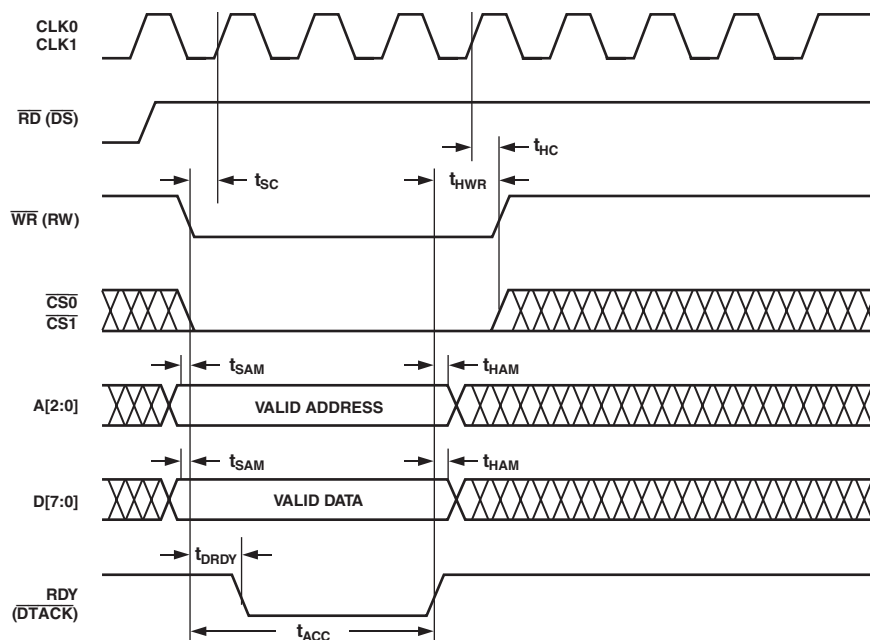 CLK0
CLK1
RD (DS)
tHC
tSC
tHWR
WR (RW)
CS0
CS1
tSAM
tHAM
A[2:0]
VALID ADDRESS
tSAM
tHAM
D[7:0]
VALID DATA
tDRDY
RDY
(DTACK)
tACC